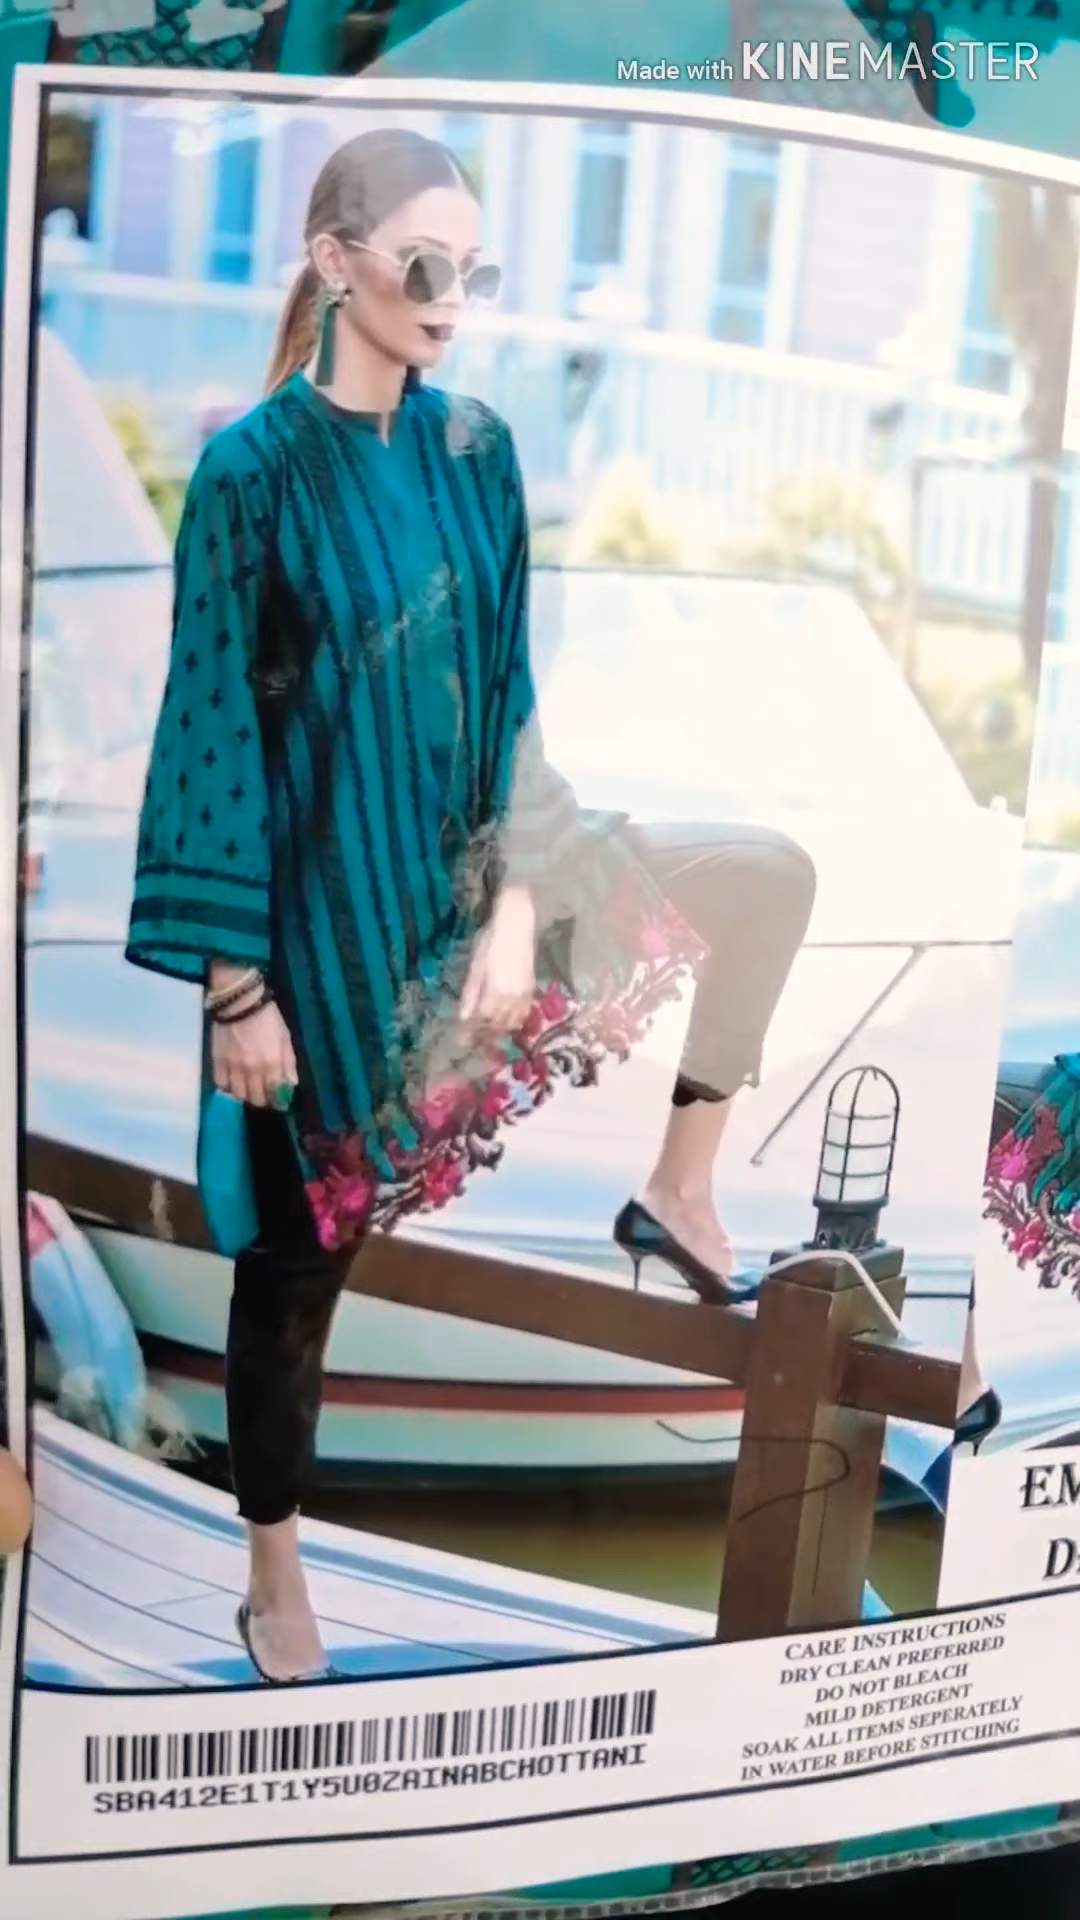 Made with KINEMASTER
EM
D
CARE INSTRUCTIONS
DRY CLEAN PREFERRED
DO NOT BLEACH
MILD DETERGENT
SOAK ALL ITEMS SEPERATELY
IN WATER BEFORE STITCHING
SBA412E1T1Y5U0ZAINABCHOTTANI